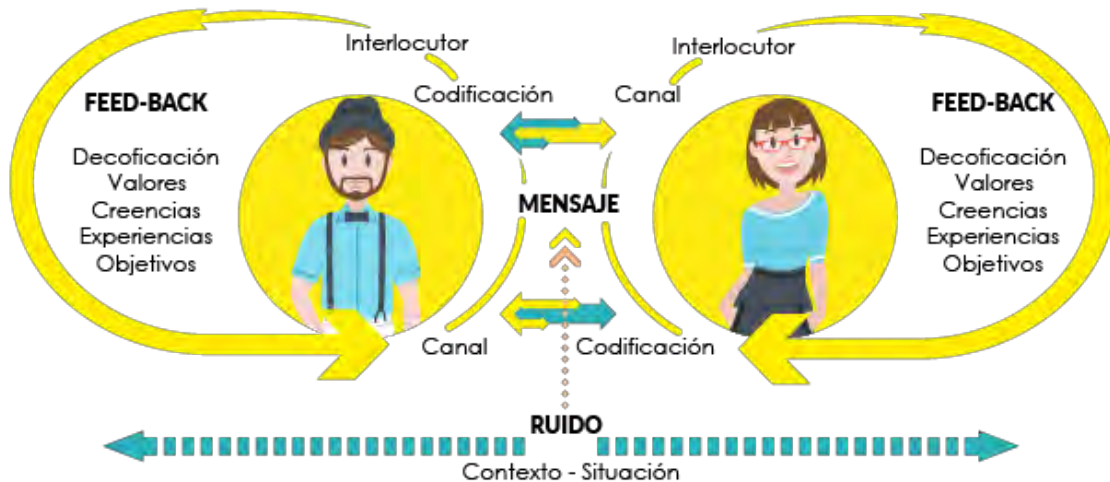 Interlocutor
Codificación
FEED-BACK
Decoficación
Valores
Creencias
Experiencias
Objetivos
Canal
MENSAJE
Interlocutor
Canal
FEED-BACK
Decoficación
Valores
Creencias
Experiencias
Objetivos
Codificación
RUIDO
Contexto - Situación